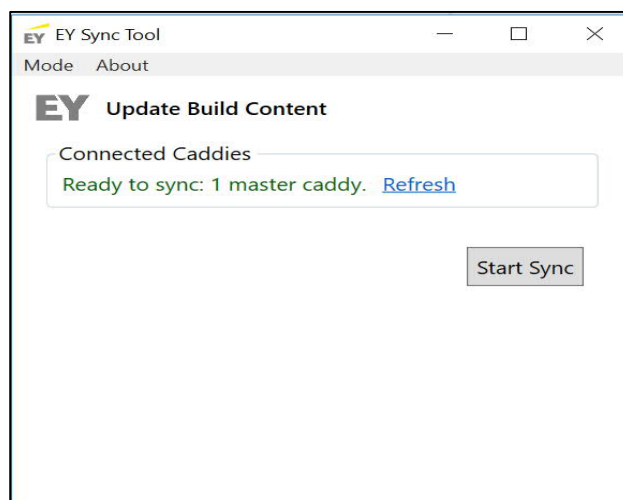 EY EY Sync Tool
Mode About
EY Update Build Content
Connected Caddies
Ready to sync: 1 master caddy. Refresh
Start Sync